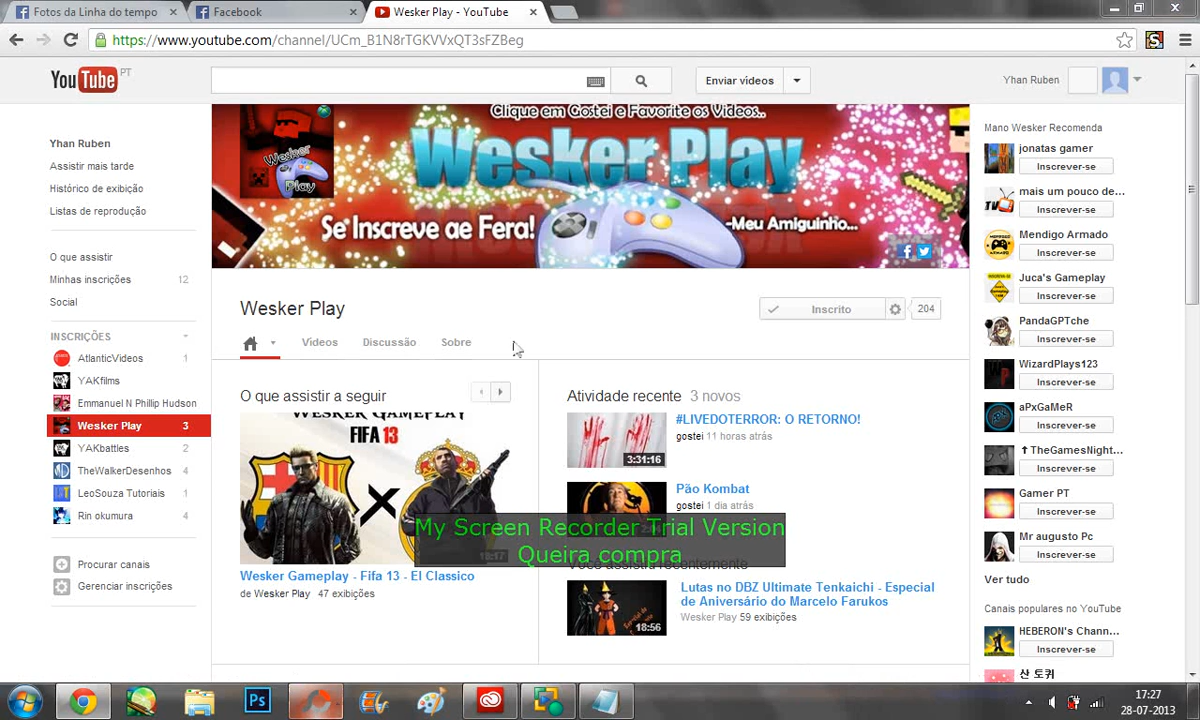 Fotos da Linha do tempo
Facebook
Wesker Play - YouTube
https://www.youtube.com/channel/UCm_B1N8rTGKVVxQT3sFZBeg
YouTube PT
Enviar vídeos
Yhan Ruben
Yhan Ruben
Assistir mais tarde
Histórico de exibição
Listas de reprodução
O que assistir
Minhas inscrições 12
Social
INSCRIÇÕES
AtlanticVideos 1
YAKfilms
Emmanuel N Phillip Hudson
Wesker Play 3
YAKbattles 2
TheWalkerDesenhos 4
LeoSouza Tutoriais 1
Rin okumura 4
Procurar canais
Gerenciar inscrições
Clique em Gostei e Favorite os Videos..
Wesker Play
Wesker Play
Se Inscreve ae Fera!
-Meu Amiguinho...
Wesker Play
Inscrito 204
Vídeos
Discussão
Sobre
O que assistir a seguir
WESKER GAMEPLAY
FIFA 13
X
Wesker Gameplay - Fifa 13 - El Classico
de Wesker Play 47 exibições
Atividade recente 3 novos
3:31:16
#LIVEDOTERROR: O RETORNO!
gostei 11 horas atrás
Pão Kombat
gostei 1 dia atrás
My Screen Recorder Trial Version
Queira compra
18:56
Lutas no DBZ Ultimate Tenkaichi - Especial
de Aniversário do Marcelo Farukos
Wesker Play 59 exibições
Mano Wesker Recomenda
jonatas gamer
Inscrever-se
mais um pouco de...
Inscrever-se
Mendigo Armado
Inscrever-se
Juca's Gameplay
Inscrever-se
PandaGPTche
Inscrever-se
WizardPlays123
Inscrever-se
aPxGaMeR
Inscrever-se
✝TheGamesNight...
Inscrever-se
Gamer PT
Inscrever-se
Mr augusto Pc
Inscrever-se
Ver tudo
Canais populares no YouTube
HEBERON's Chann...
Inscrever-se
산 토끼
Ps
17:27
28-07-2013